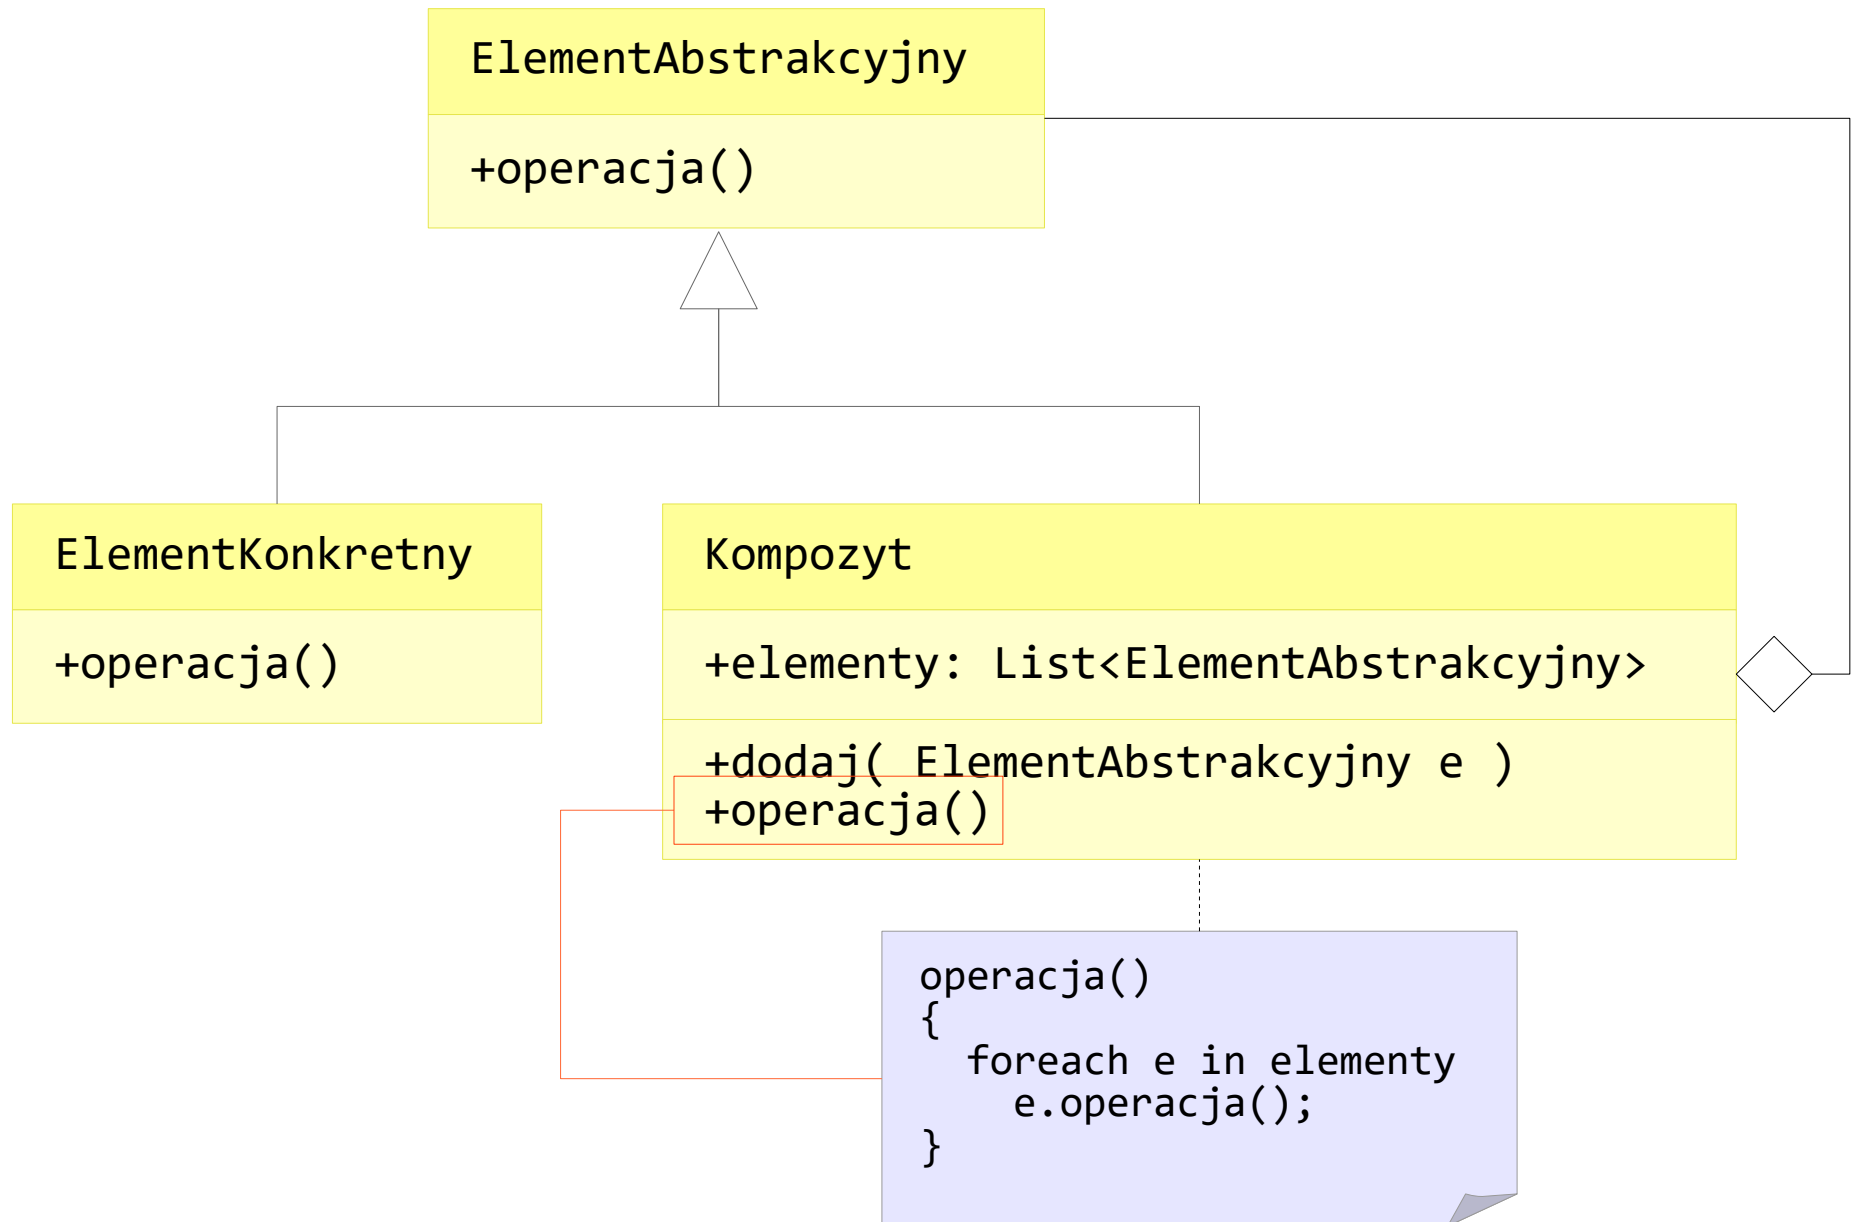 ElementAbstrakcyjny
+operacja()
ElementKonkretny
+operacja()
Kompozyt
+elementy: List<ElementAbstrakcyjny>
+dodaj( ElementAbstrakcyjny e )
+operacja()
operacja()
{
foreach e in elementy
e.operacja();
}